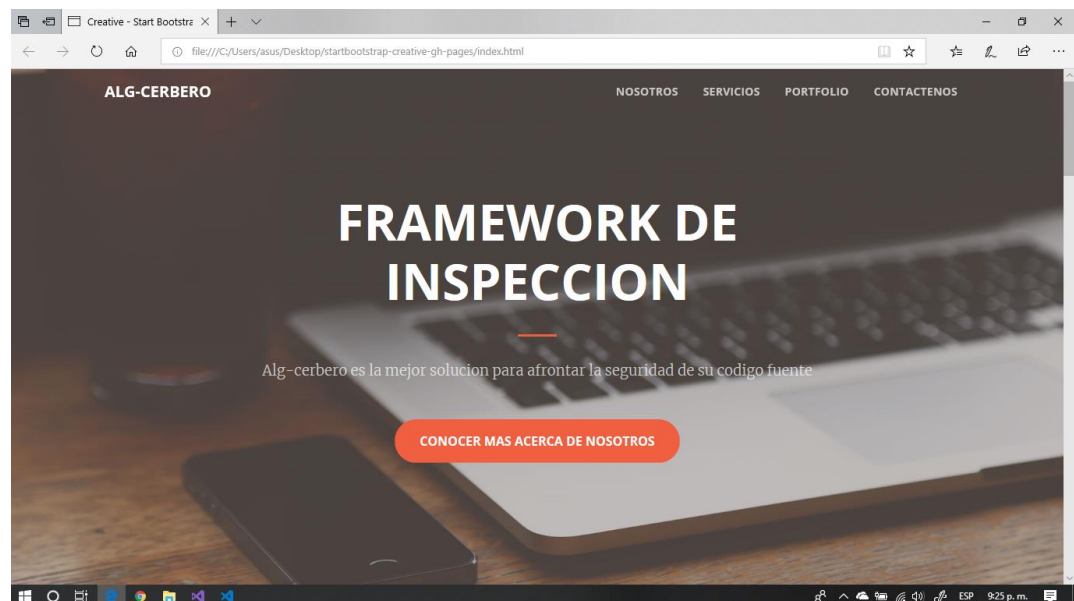 Creative - Start Bootstra
file:///C:/Users/asus/Desktop/startbootstrap-creative-gh-pages/index.html
ALG-CERBERO
NOSOTROS SERVICIOS PORTFOLIO CONTACTENOS
FRAMEWORK DE
INSPECCION
Alg-cerbero es la mejor solucion para afrontar la seguridad de su codigo fuente
CONOCER MAS ACERCA DE NOSOTROS
ESP 9:25 p. m.